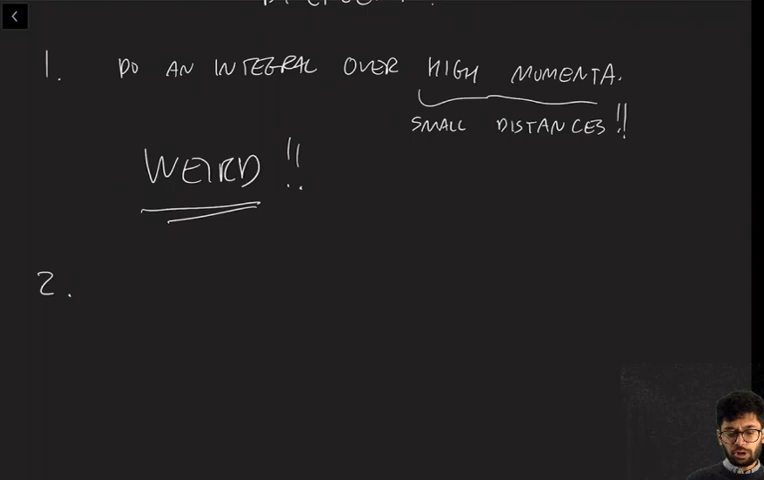 1. DO AN INTEGRAL OVER HIGH MOMENTA.
SMALL DISTANCES!!
WEIRD!!
2.